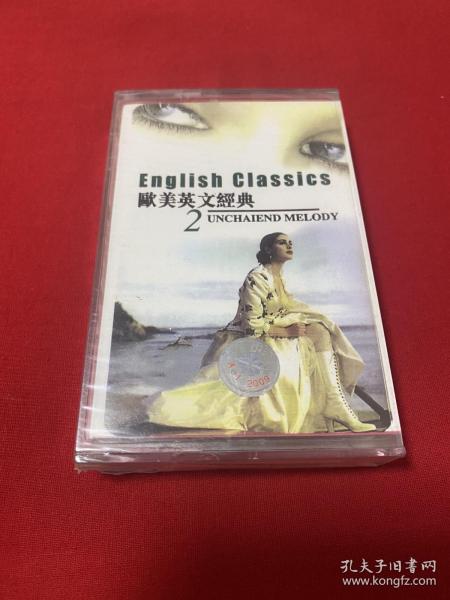 English Classics
歐美英文經典
2 UNCHAIEND MELODY
A.C.I. 2009
孔夫子旧书网
www.kongfz.com